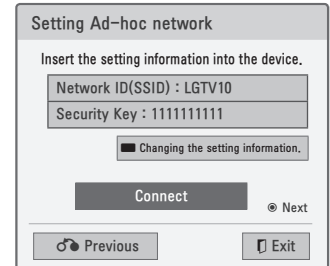 Setting Ad-hoc network
Insert the setting information into the device.
Network ID(SSID) : LGTV10
Security Key : 1111111111
Changing the setting information.
Connect
Next
Previous
Exit